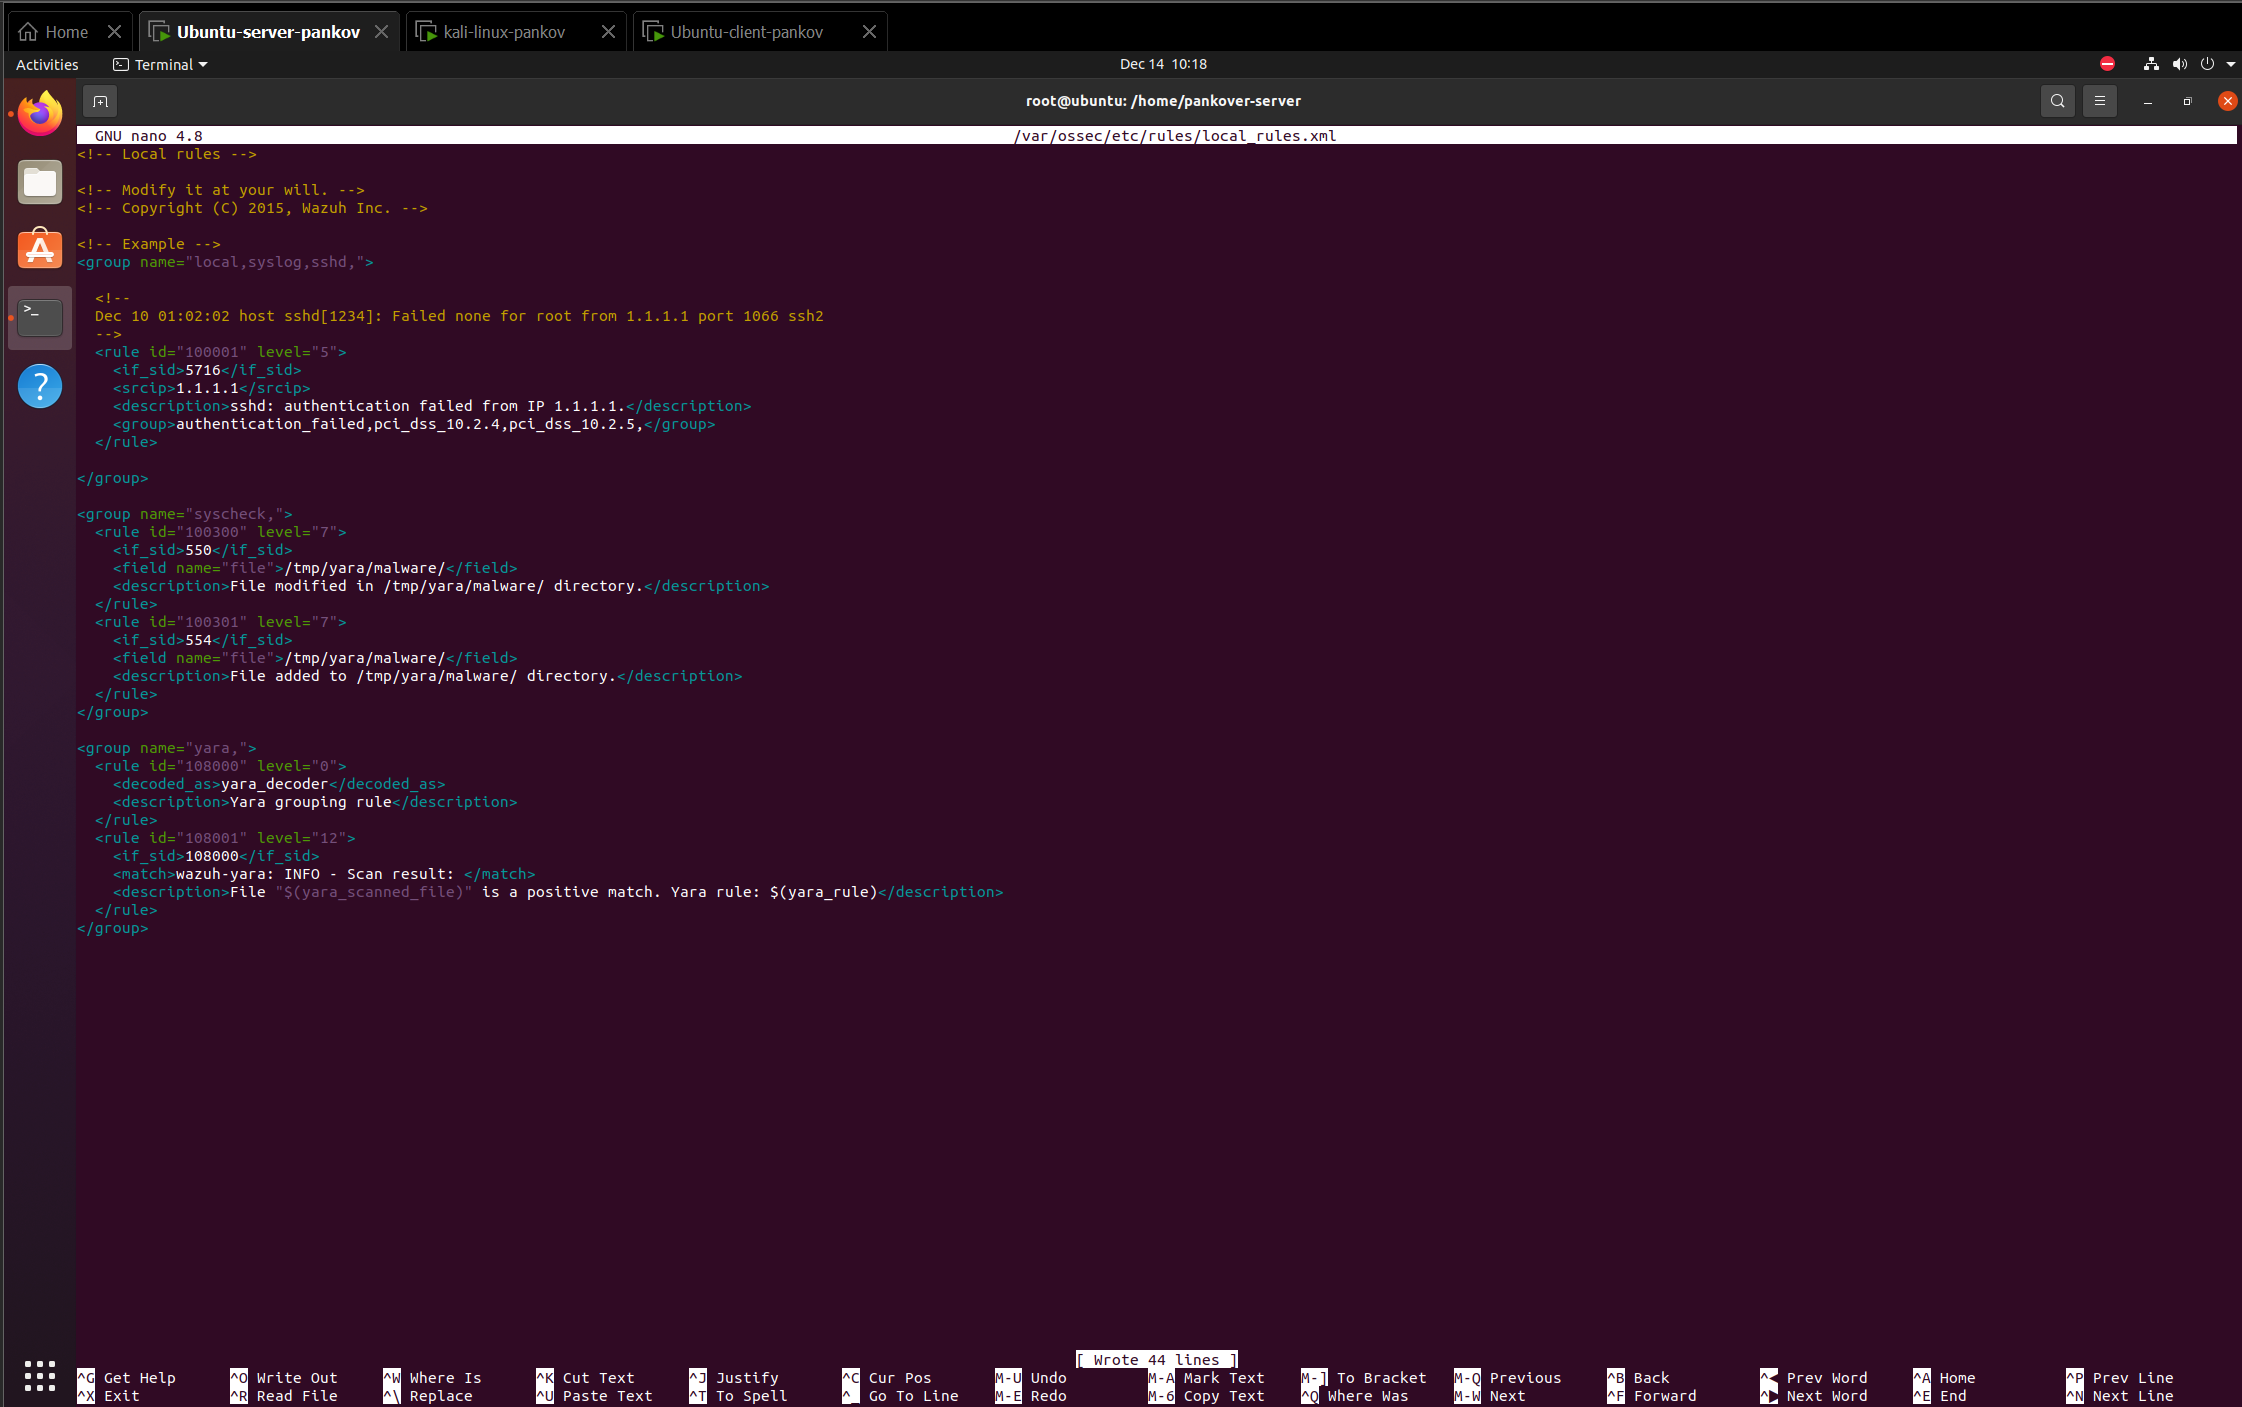 Home
Ubuntu-server-pankov
kali-linux-pankov
Ubuntu-client-pankov
Activities
Terminal
Dec 14 10:18
root@ubuntu: /home/pankover-server
GNU nano 4.8 /var/ossec/etc/rules/local_rules.xml
<!-- Local rules -->
<!-- Modify it at your will. -->
<!-- Copyright (C) 2015, Wazuh Inc. -->
<!-- Example -->
<group name="local,syslog,sshd,">
<!--
Dec 10 01:02:02 host sshd[1234]: Failed none for root from 1.1.1.1 port 1066 ssh2
-->
<rule id="100001" level="5">
<if_sid>5716</if_sid>
<srcip>1.1.1.1</srcip>
<description>sshd: authentication failed from IP 1.1.1.1.</description>
<group>authentication_failed,pci_dss_10.2.4,pci_dss_10.2.5,</group>
</rule>
</group>
<group name="syscheck,">
<rule id="100300" level="7">
<if_sid>550</if_sid>
<field name="file">/tmp/yara/malware/</field>
<description>File modified in /tmp/yara/malware/ directory.</description>
</rule>
<rule id="100301" level="7">
<if_sid>554</if_sid>
<field name="file">/tmp/yara/malware/</field>
<description>File added to /tmp/yara/malware/ directory.</description>
</rule>
</group>
<group name="yara,">
<rule id="108000" level="0">
<decoded_as>yara_decoder</decoded_as>
<description>Yara grouping rule</description>
</rule>
<rule id="108001" level="12">
<if_sid>108000</if_sid>
<match>wazuh-yara: INFO - Scan result: </match>
<description>File "$(yara_scanned_file)" is a positive match. Yara rule: $(yara_rule)</description>
</rule>
</group>
[ Wrote 44 lines ]
^G Get Help ^O Write Out ^W Where Is ^K Cut Text ^J Justify ^C Cur Pos M-U Undo M-A Mark Text M-] To Bracket M-Q Previous ^B Back ^◀ Prev Word ^A Home ^P Prev Line
^X Exit ^R Read File ^\ Replace ^U Paste Text ^T To Spell ^_ Go To Line M-E Redo M-6 Copy Text ^Q Where Was M-W Next ^F Forward ^▶ Next Word ^E End ^N Next Line